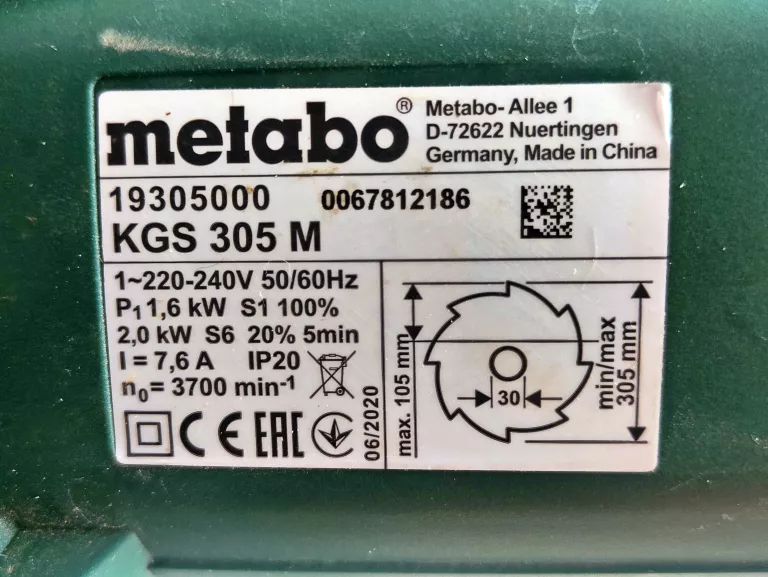 metabo® Metabo- Allee 1
D-72622 Nuertingen
Germany, Made in China
19305000 0067812186
KGS 305 M
1~220-240V 50/60Hz
P₁ 1,6 kW S1 100%
2,0 kW S6 20% 5min
I = 7,6 A IP20
n₀= 3700 min⁻¹
CE EAC
06/2020
max. 105 mm
30
min/max
305 mm